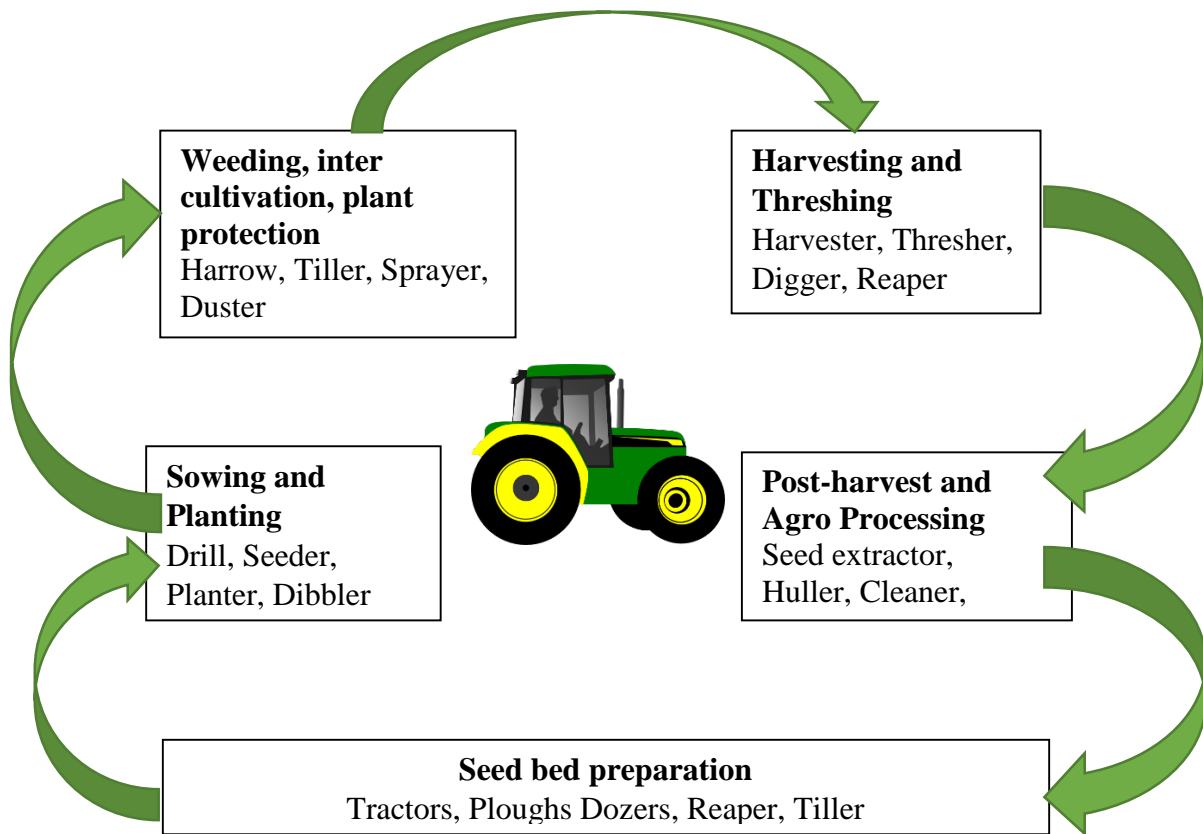 Weeding, inter
cultivation, plant
protection
Harrow, Tiller, Sprayer,
Duster
Harvesting and
Threshing
Harvester, Thresher,
Digger, Reaper
Sowing and
Planting
Drill, Seeder,
Planter, Dibbler
Post-harvest and
Agro Processing
Seed extractor,
Huller, Cleaner,
Seed bed preparation
Tractors, Ploughs Dozers, Reaper, Tiller